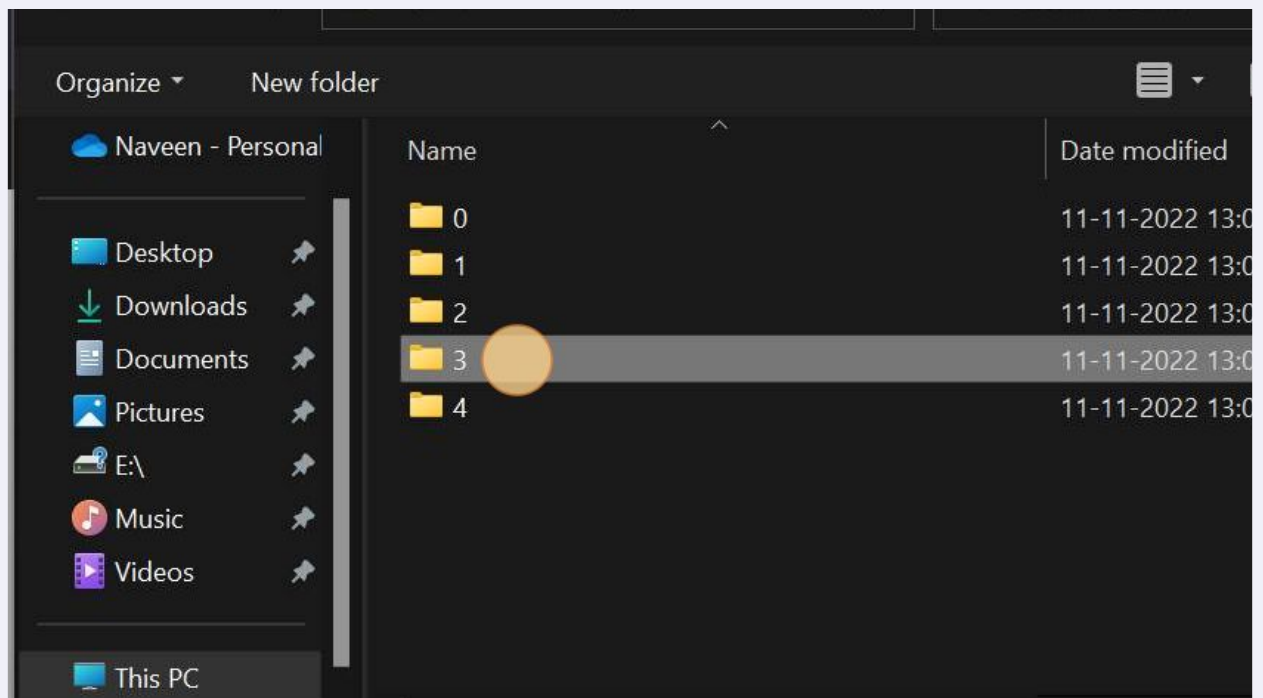 Organize New folder
Naveen - Personal
Name Date modified
0 11-11-2022
1 11-11-2022
Desktop
2 11-11-2022
Downloads
3 11-11-2022
Documents
4 11-11-2022
Pictures
E:\
Music
Videos
This PC